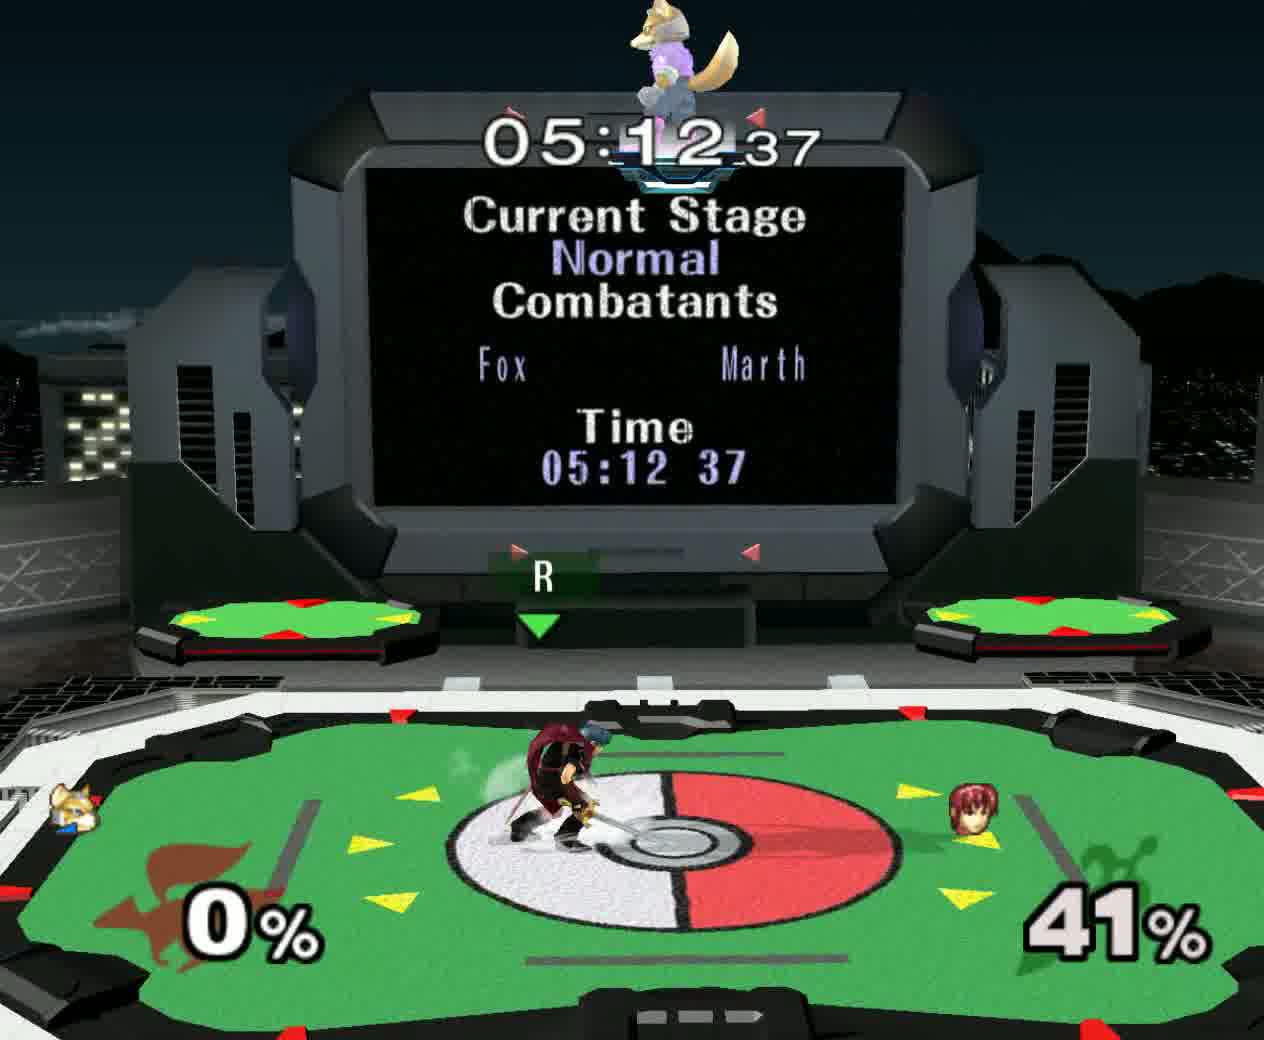 05:12 37
Current Stage
Normal
Combatants
Fox Marth
Time
05:12 37
R
0% 41%